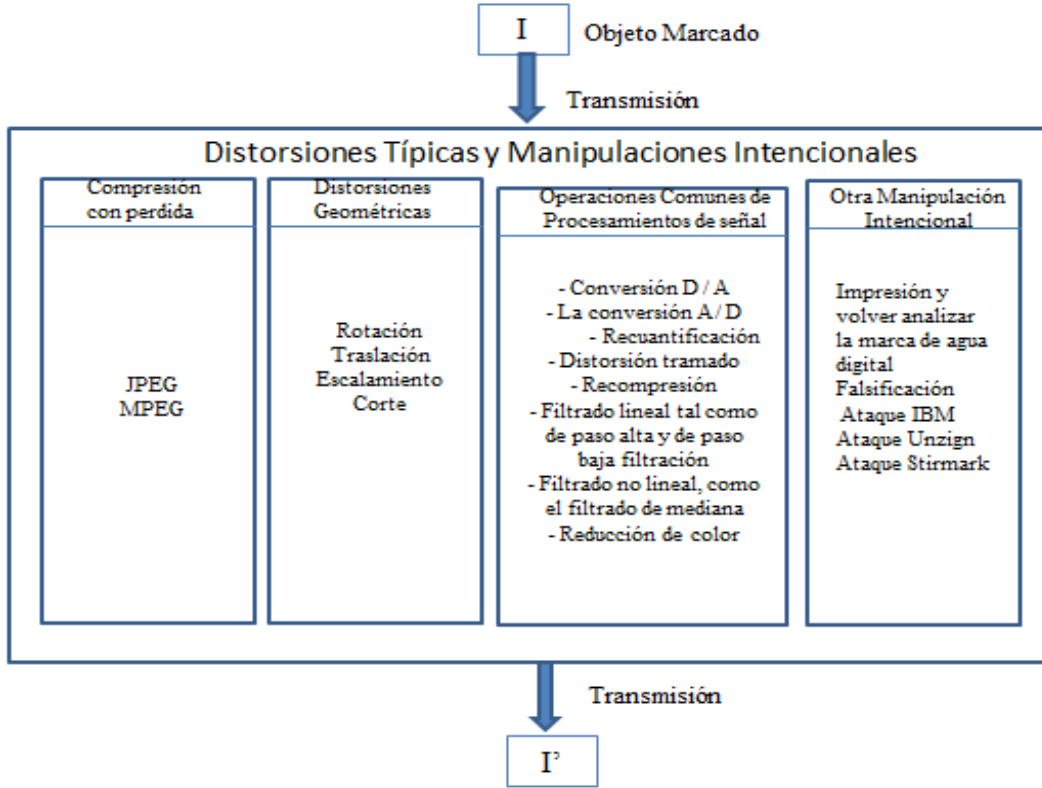 I
Objeto Marcado
Transmisión
Distorsiones Típicas y Manipulaciones Intencionales
Compresión
con perdida
JPEG
MPEG
Distorsiones
Geométricas
Rotación
Traslación
Escalamiento
Corte
Operaciones Comunes de
Procesamientos de señal
- Conversión D / A
- La conversión A / D
- Recuantificación
- Distorsión tramado
- Recompresión
- Filtrado lineal tal como
de paso alta y de paso
baja filtración
- Filtrado no lineal, como
el filtrado de mediana
- Reducción de color
Otra Manipulación
Intencional
Impresión y
volver analizar
la marca de agua
digital
Falsificación
Ataque IBM
Ataque Unzign
Ataque Stirmark
Transmisión
I’